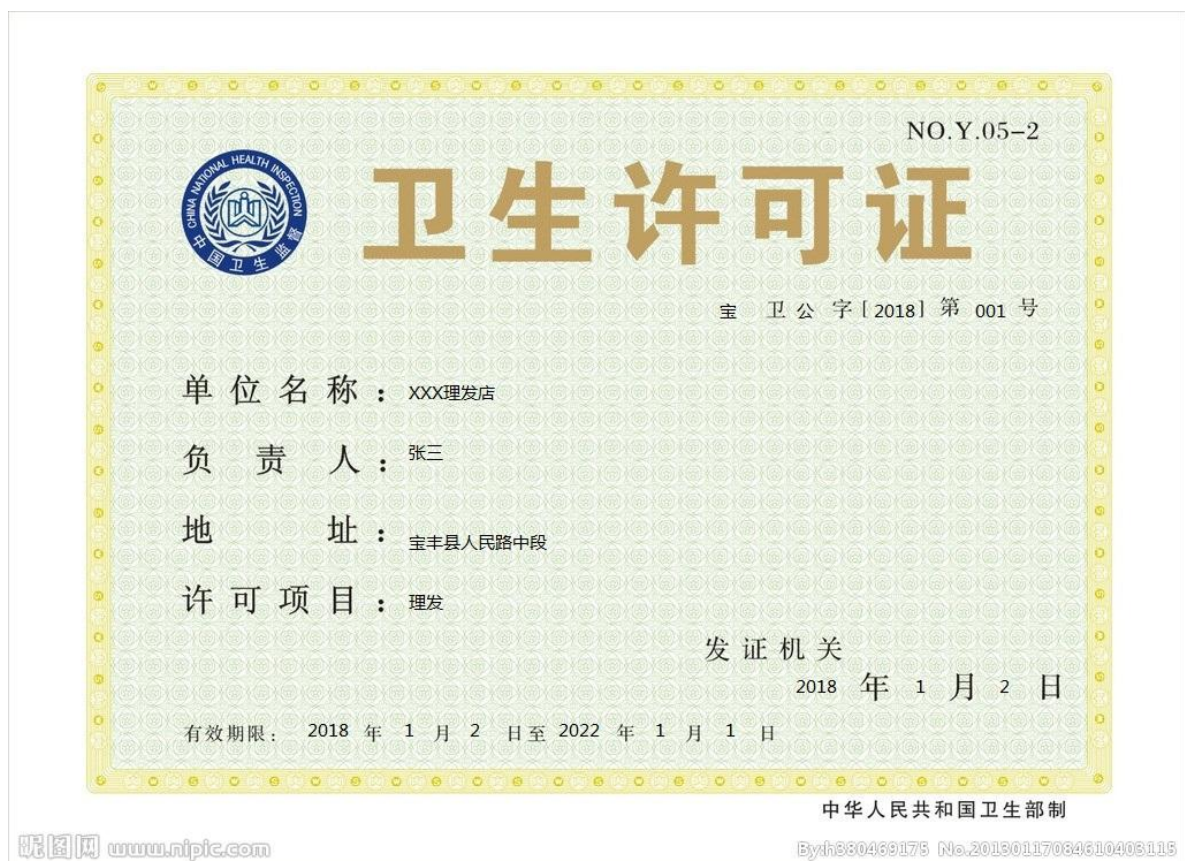 NO.Y.05-2
CHINA NATIONAL HEALTH INSPECTION
中国卫生监督
卫生许可证
宝 卫公 字[2018] 第 001 号
单位名称：XXX理发店
负责人：张三
地址：宝丰县人民路中段
许可项目：理发
发证机关
2018 年 1 月 2 日
有效期限： 2018 年 1 月 2 日至 2022 年 1 月 1 日
中华人民共和国卫生部制
昵图网 www.nipic.com
By:h380469175 No.20130117084610403115